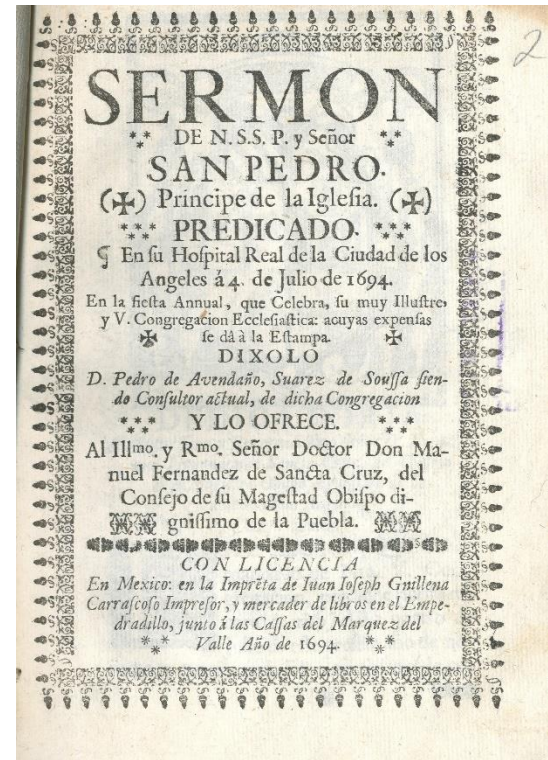 2
SERMON
DE N. S. S. P. y Señor
SAN PEDRO.
(✠) Principe de la Iglesia. (✠)
PREDICADO.
¶ En su Hospital Real de la Ciudad de los
Angeles á 4. de Julio de 1694.
En la fiesta Annual, que Celebra, su muy Illustre,
y V. Congregacion Ecclesiastica: acuyas expensas
✠ se dá à la Estampa. ✠
DIXOLO
D. Pedro de Avendaño, Suarez de Soussa sien-
do Consultor actual, de dicha Congregacion
Y LO OFRECE.
Al Illmo. y Rmo. Señor Doctor Don Ma-
nuel Fernandez de Sancta Cruz, del
Consejo de su Magestad Obispo di-
gnissimo de la Puebla.
CON LICENCIA
En Mexico: en la Imprẽta de Iuan Ioseph Gnillena
Carrascoso Impresor, y mercader de libros en el Empe-
dradillo, junto á las Cassas del Marquez del
Valle Año de 1694.